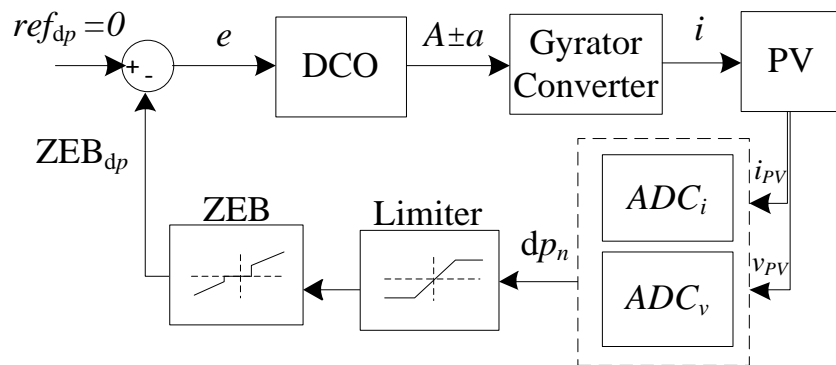 ref_dp =0
+
-
e
DCO
A±a
Gyrator
Converter
i
PV
ZEB_dp
ZEB
Limiter
dp_n
ADC_i
i_PV
ADC_v
v_PV